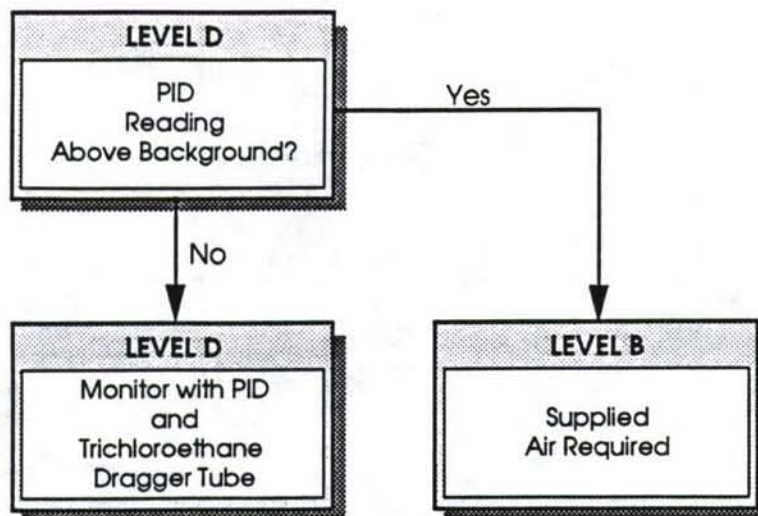 LEVEL D
PID
Reading
Above Background?
Yes
No
LEVEL D
Monitor with PID
and
Trichloroethane
Dragger Tube
LEVEL B
Supplied
Air Required